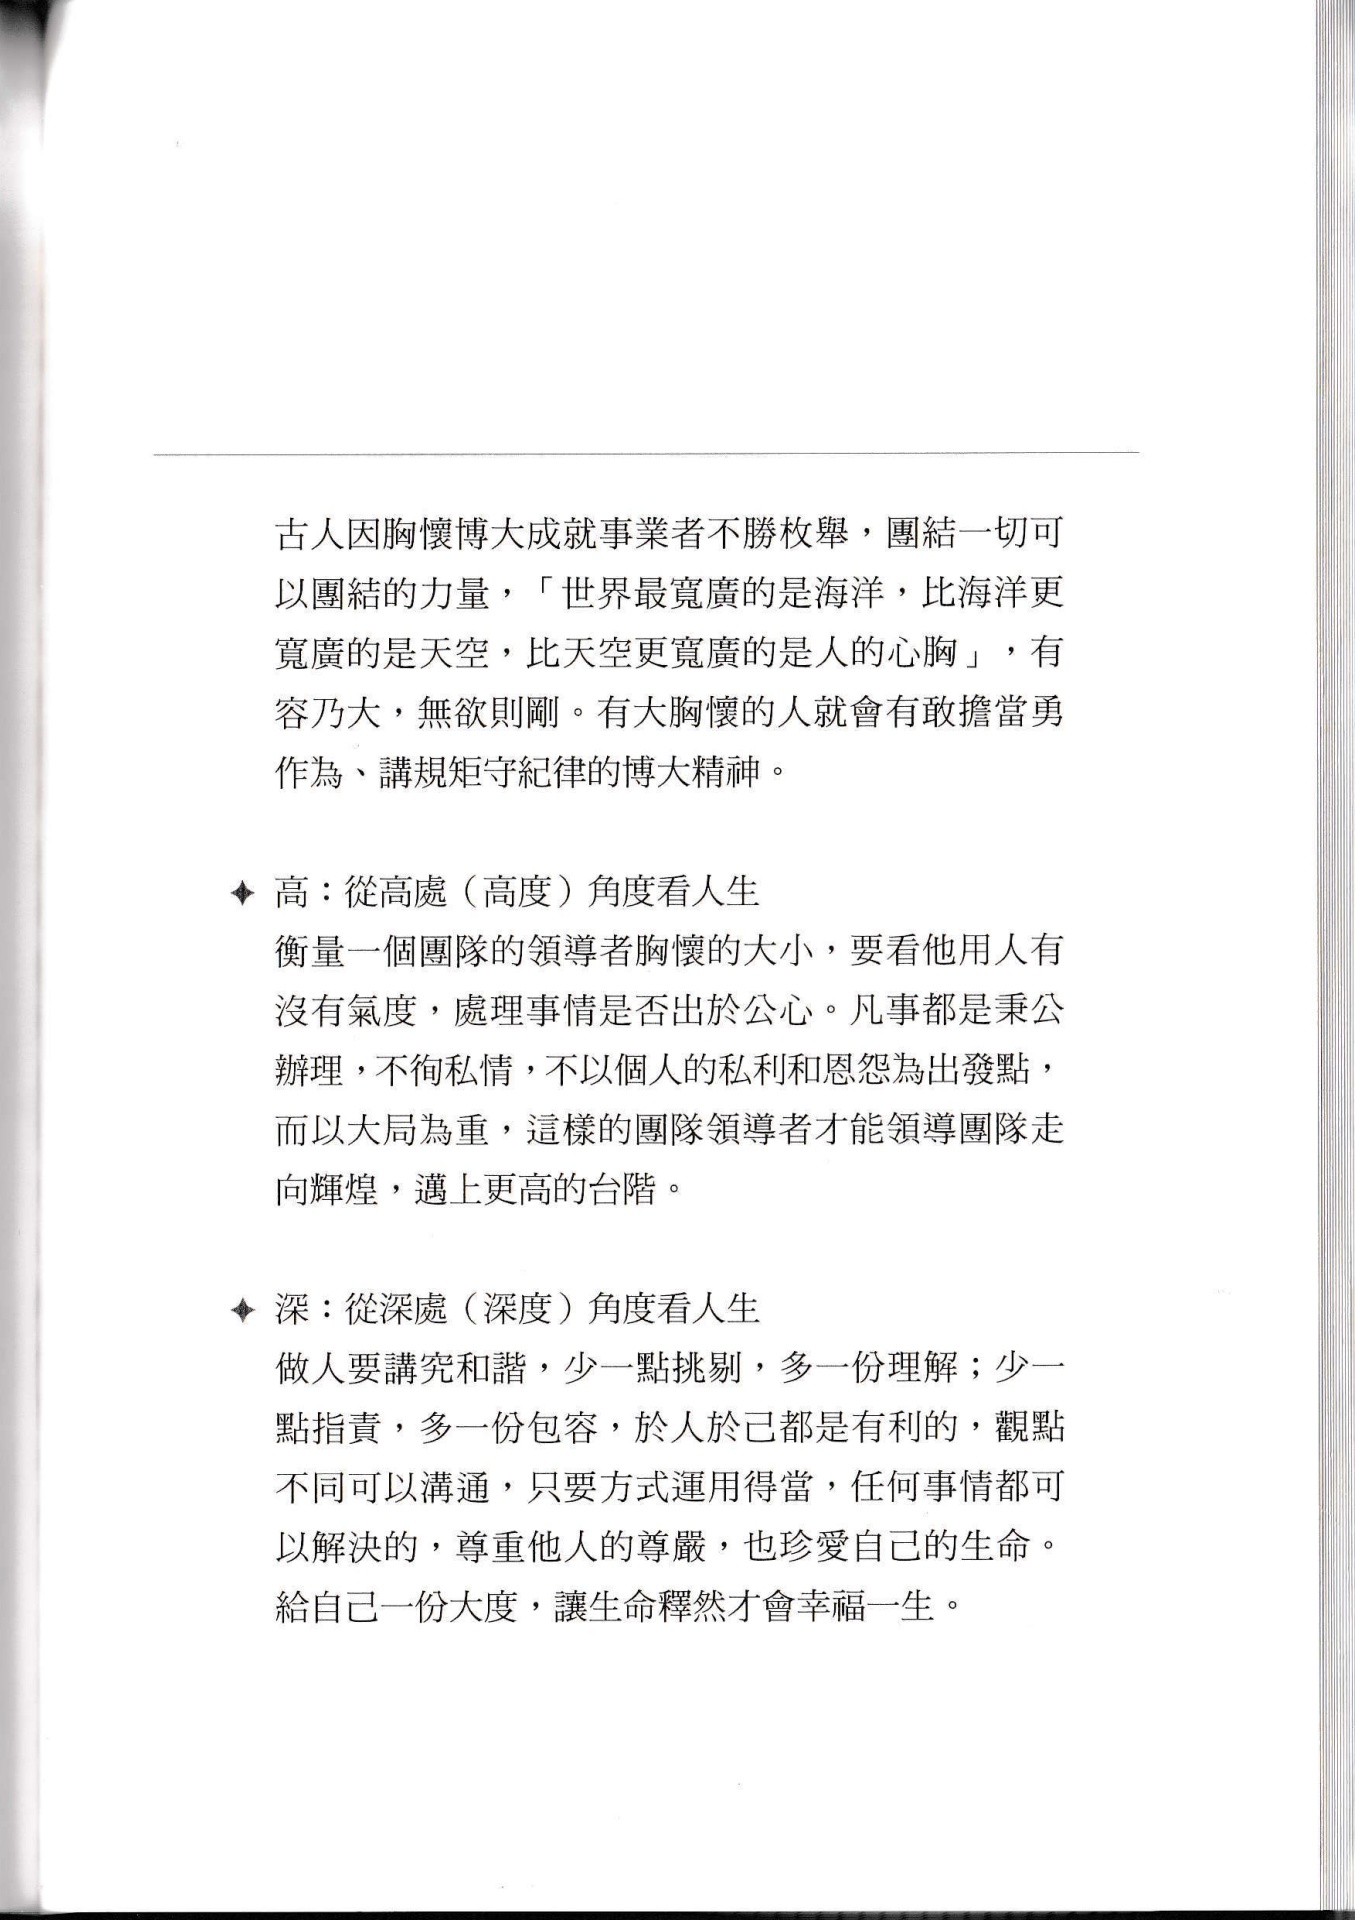 古人因胸懷博大成就事業者不勝枚舉，團結一切可
以團結的力量，「世界最寬廣的是海洋，比海洋更
寬廣的是天空，比天空更寬廣的是人的心胸」，有
容乃大，無欲則剛。有大胸懷的人就會有敢擔當勇
作為、講規矩守紀律的博大精神。
✦ 高：從高處（高度）角度看人生
衡量一個團隊的領導者胸懷的大小，要看他用人有
沒有氣度，處理事情是否出於公心。凡事都是秉公
辦理，不徇私情，不以個人的私利和恩怨為出發點，
而以大局為重，這樣的團隊領導者才能領導團隊走
向輝煌，邁上更高的台階。
✦ 深：從深處（深度）角度看人生
做人要講究和諧，少一點挑剔，多一份理解；少一
點指責，多一份包容，於人於己都是有利的，觀點
不同可以溝通，只要方式運用得當，任何事情都可
以解決的，尊重他人的尊嚴，也珍愛自己的生命。
給自己一份大度，讓生命釋然才會幸福一生。